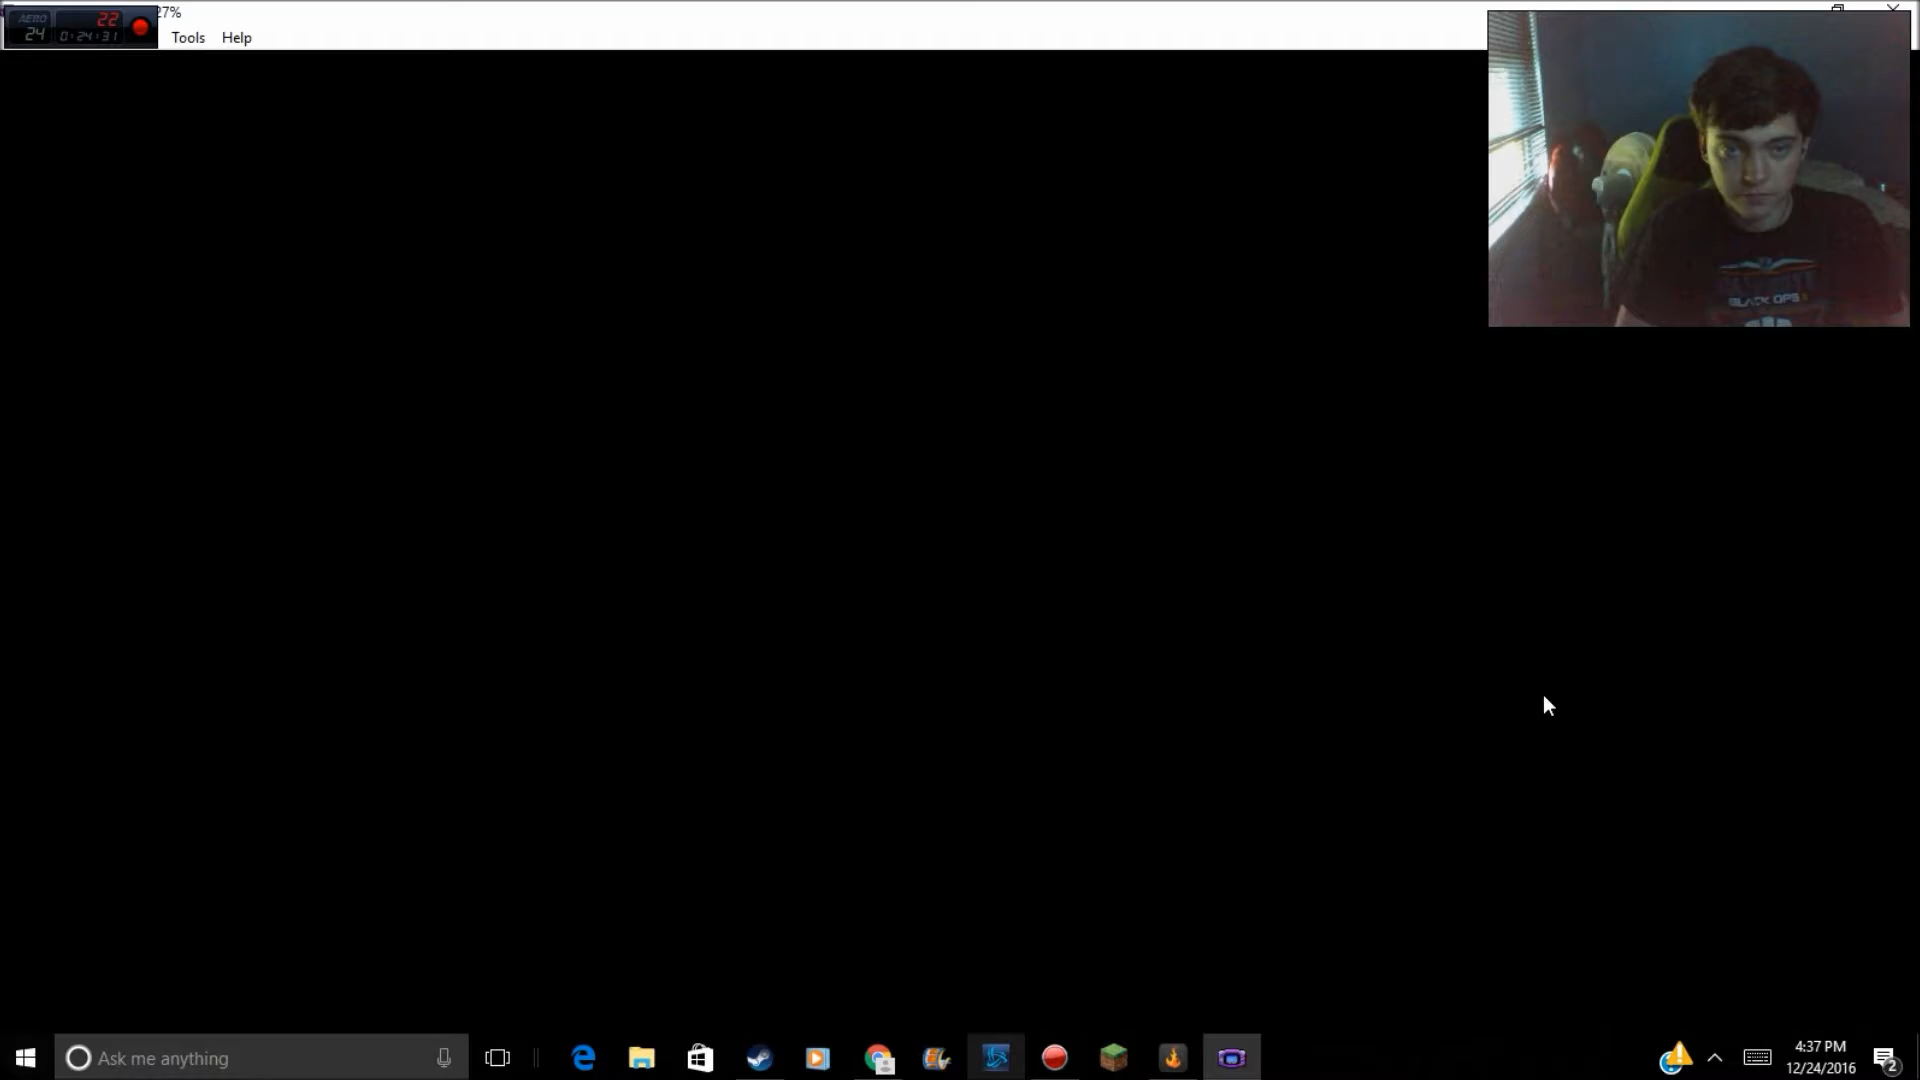 27%
AERO 22
24 0:24:31
Tools Help
BLACK OPS
Ask me anything
4:37 PM
12/24/2016
2